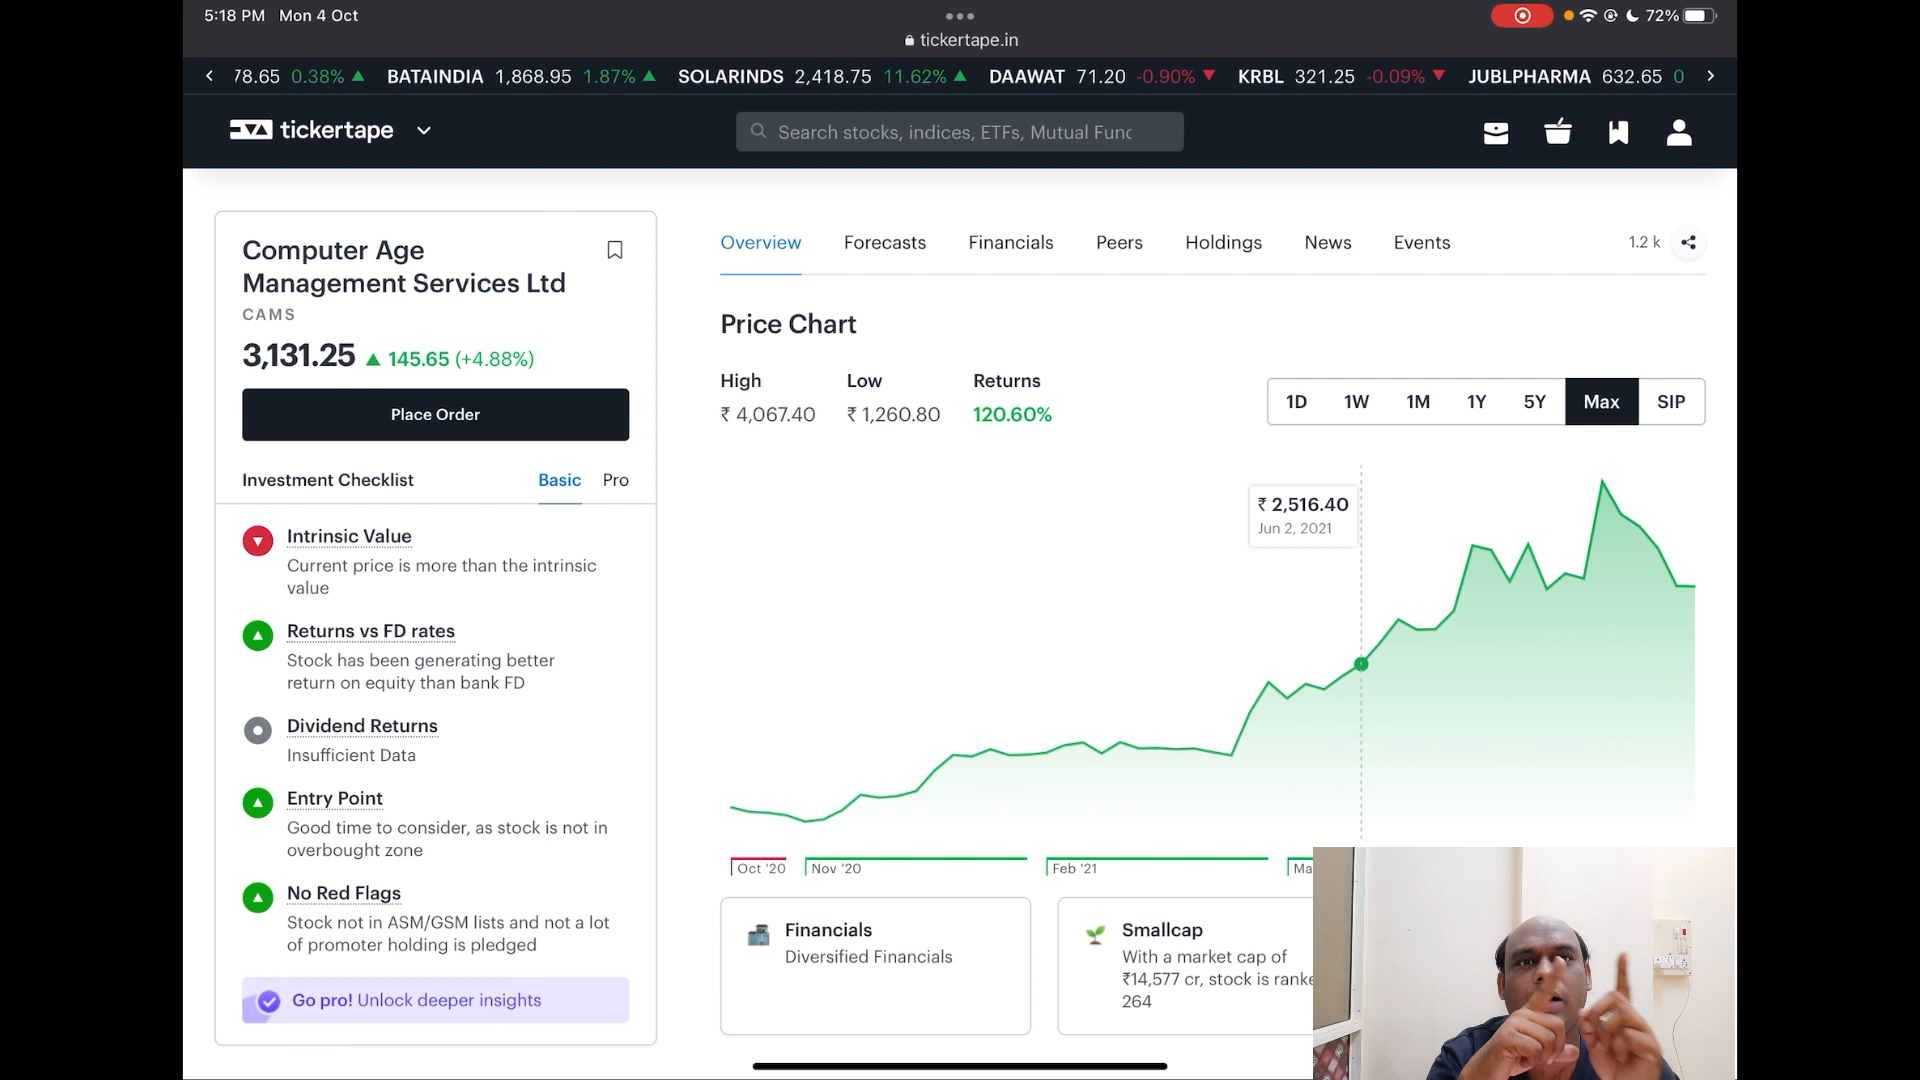 5:18 PM Mon 4 Oct
72%
tickertape.in
78.65 0.38% BATAINDIA 1,868.95 1.87% SOLARINDS 2,418.75 11.62% DAAWAT 71.20 -0.90% KRBL 321.25 -0.09% JUBLPHARMA 632.65 0
tickertape
Search stocks, indices, ETFs, Mutual Func
Computer Age
Management Services Ltd
CAMS
3,131.25 145.65 (+4.88%)
Place Order
Investment Checklist Basic Pro
Intrinsic Value
Current price is more than the intrinsic
value
Returns vs FD rates
Stock has been generating better
return on equity than bank FD
Dividend Returns
Insufficient Data
Entry Point
Good time to consider, as stock is not in
overbought zone
No Red Flags
Stock not in ASM/GSM lists and not a lot
of promoter holding is pledged
Go pro! Unlock deeper insights
Overview Forecasts Financials Peers Holdings News Events 1.2 k
Price Chart
High Low Returns
₹ 4,067.40 ₹ 1,260.80 120.60%
1D 1W 1M 1Y 5Y Max SIP
₹ 2,516.40
Jun 2, 2021
Oct '20 Nov '20 Feb '21 Ma
Financials
Diversified Financials
Smallcap
With a market cap of
₹14,577 cr, stock is ranke
264